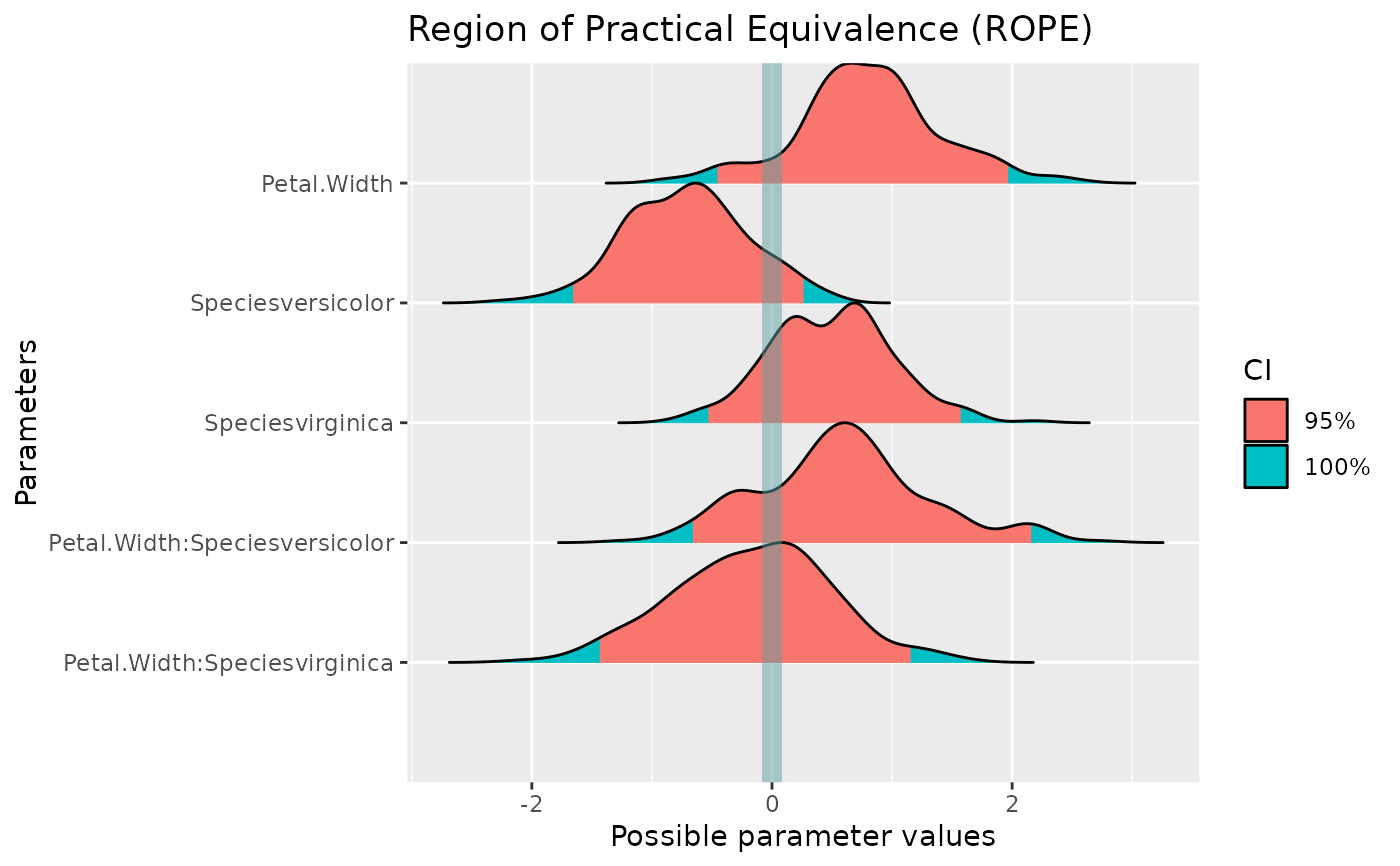 Region of Practical Equivalence (ROPE)
Parameters
Petal.Width
Speciesversicolor
Speciesvirginica
Petal.Width:Speciesversicolor
Petal.Width:Speciesvirginica
-2
0
2
Possible parameter values
CI
95%
100%